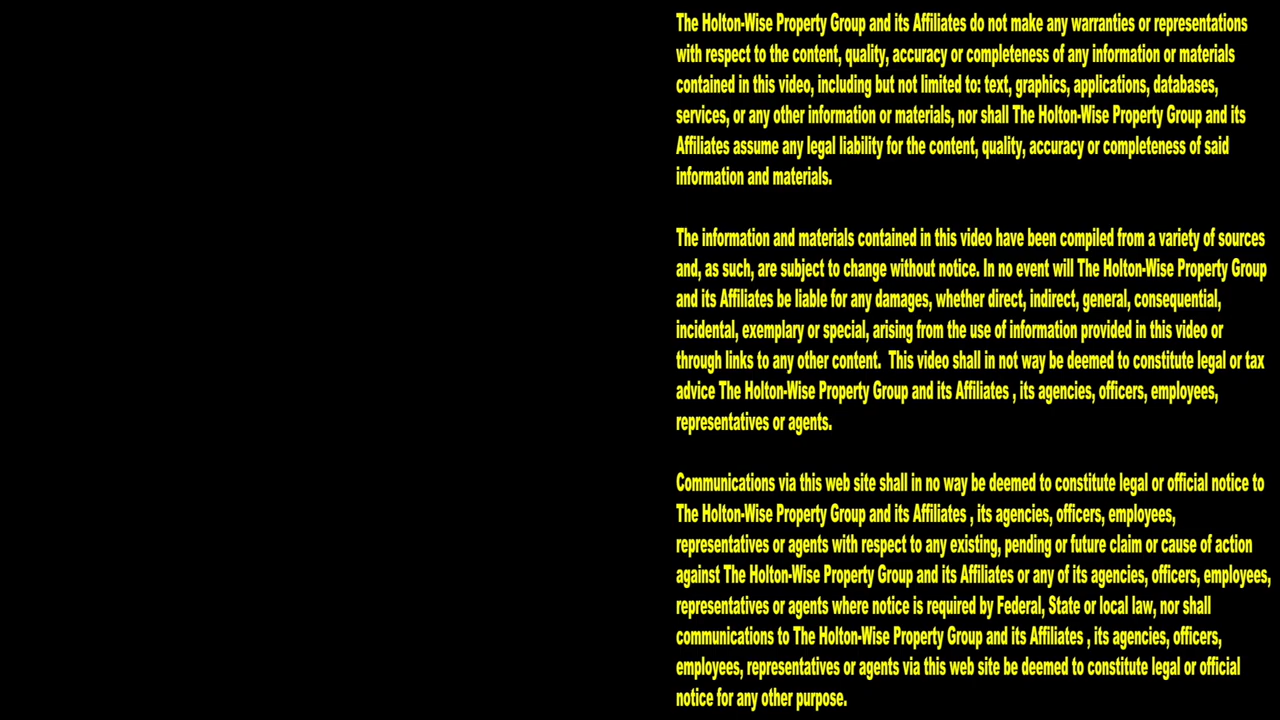 The Holton-Wise Property Group and its Affiliates do not make any warranties or representations
with respect to the content, quality, accuracy or completeness of any information or materials
contained in this video, including but not limited to: text, graphics, applications, databases,
services, or any other information or materials, nor shall The Holton-Wise Property Group and its
Affiliates assume any legal liability for the content, quality, accuracy or completeness of said
information and materials.
The information and materials contained in this video have been compiled from a variety of sources
and, as such, are subject to change without notice. In no event will The Holton-Wise Property Group
and its Affiliates be liable for any damages, whether direct, indirect, general, consequential,
incidental, exemplary or special, arising from the use of information provided in this video or
through links to any other content.  This video shall in not way be deemed to constitute legal or tax
advice The Holton-Wise Property Group and its Affiliates , its agencies, officers, employees,
representatives or agents.
Communications via this web site shall in no way be deemed to constitute legal or official notice to
The Holton-Wise Property Group and its Affiliates , its agencies, officers, employees,
representatives or agents with respect to any existing, pending or future claim or cause of action
against The Holton-Wise Property Group and its Affiliates or any of its agencies, officers, employees,
representatives or agents where notice is required by Federal, State or local law, nor shall
communications to The Holton-Wise Property Group and its Affiliates , its agencies, officers,
employees, representatives or agents via this web site be deemed to constitute legal or official
notice for any other purpose.